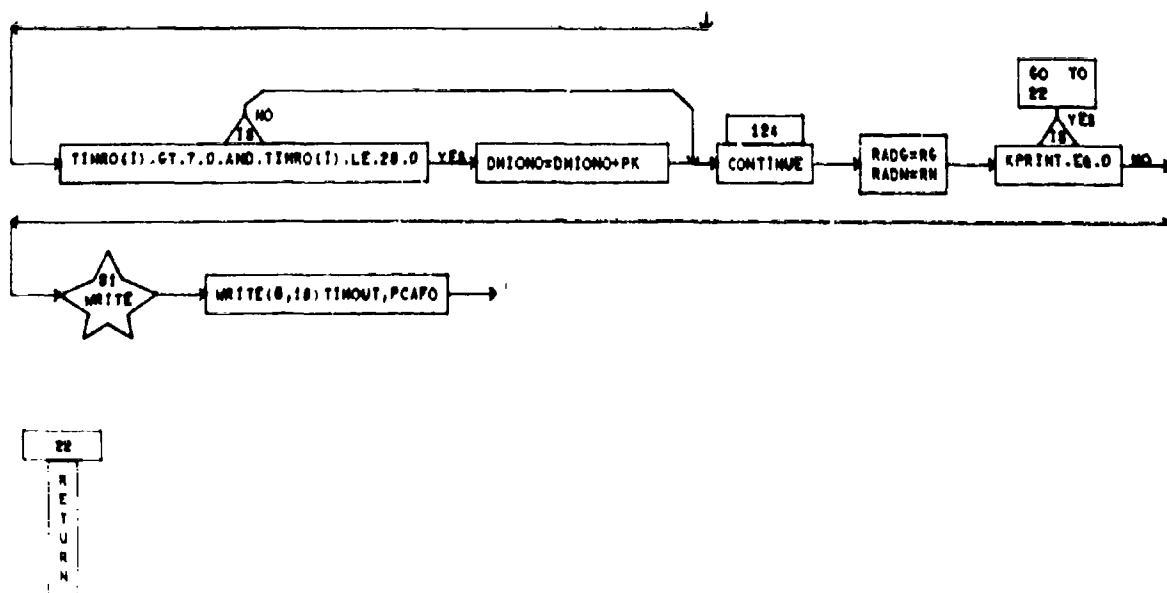 GO TO
22
NO
IS
124
YES
IS
TIMRO(I).GT.7.0.AND.TIMRO(I).LE.28.0
YES
DNIONO=DNIONO+PK
CONTINUE
RADG=RG
RADN=RN
KPRINT.EQ.0
NO
WRITE
WRITE(6,18) TIMOUT,PCAFO
22
R
E
T
U
R
N